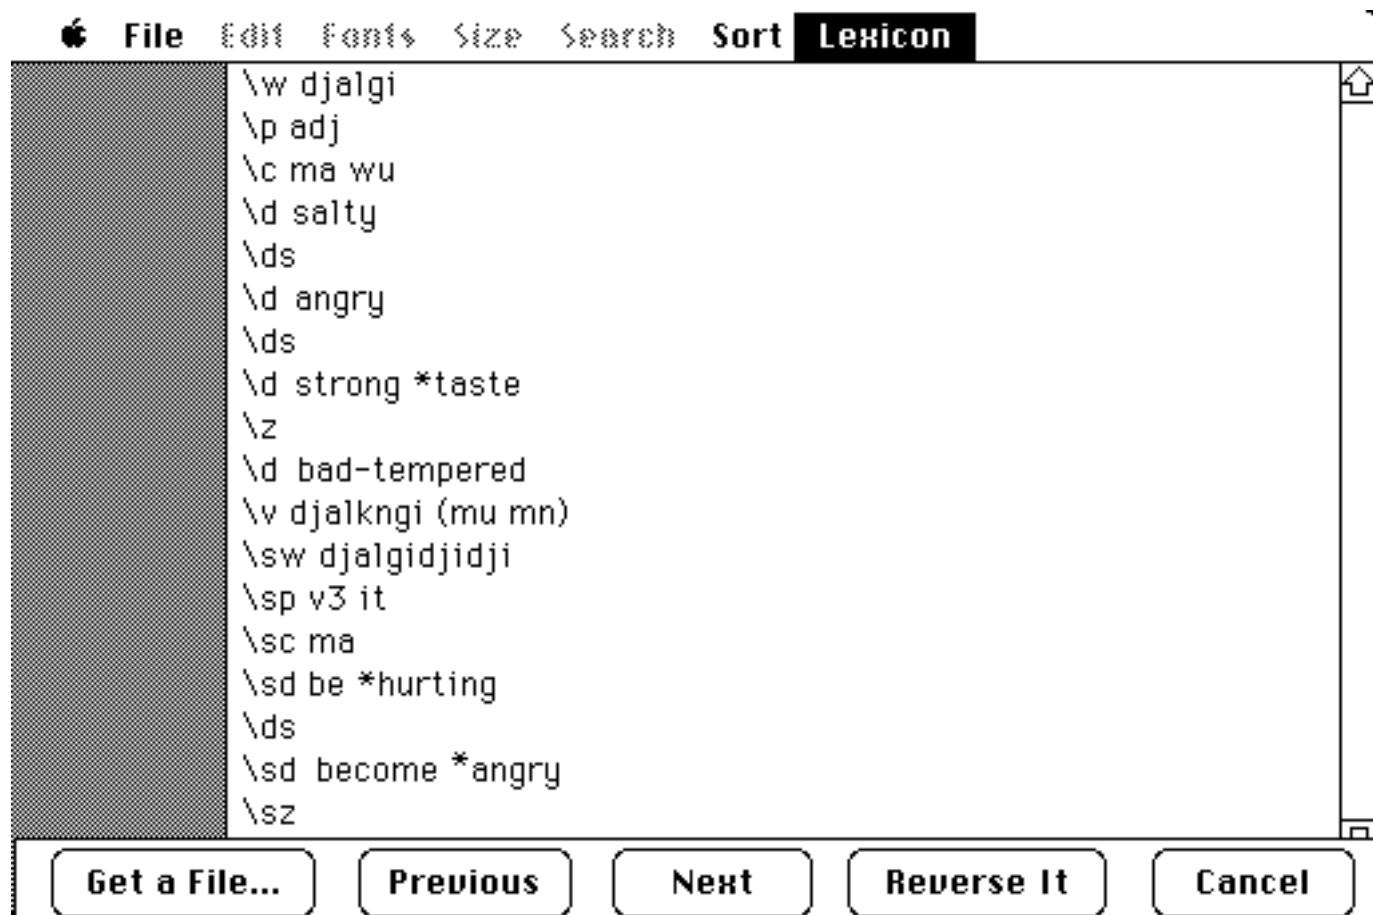 File Edit Fonts Size Search Sort Lexicon
\w djalgi
\p adj
\c ma wu
\d salty
\ds
\d angry
\ds
\d strong *taste
\z
\d bad-tempered
\v djalkngi (mu mn)
\sw djalgidjidji
\sp v3 it
\sc ma
\sd be *hurting
\ds
\sd become *angry
\sz
Get a File... Previous Next Reverse It Cancel